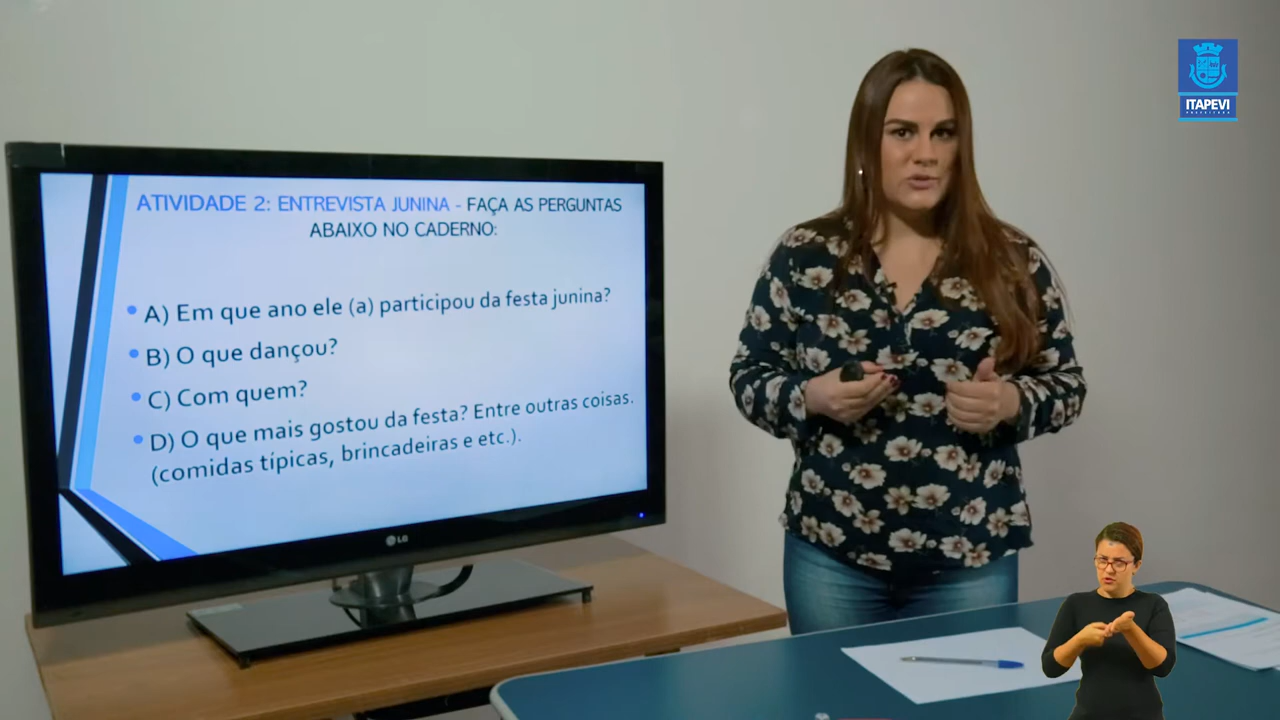 ATIVIDADE 2: ENTREVISTA JUNINA - FAÇA AS PERGUNTAS
ABAIXO NO CADERNO:
• A) Em que ano ele (a) participou da festa junina?
• B) O que dançou?
• C) Com quem?
• D) O que mais gostou da festa? Entre outras coisas.
(comidas típicas, brincadeiras e etc.).
LG
ITAPEVI
PREFEITURA